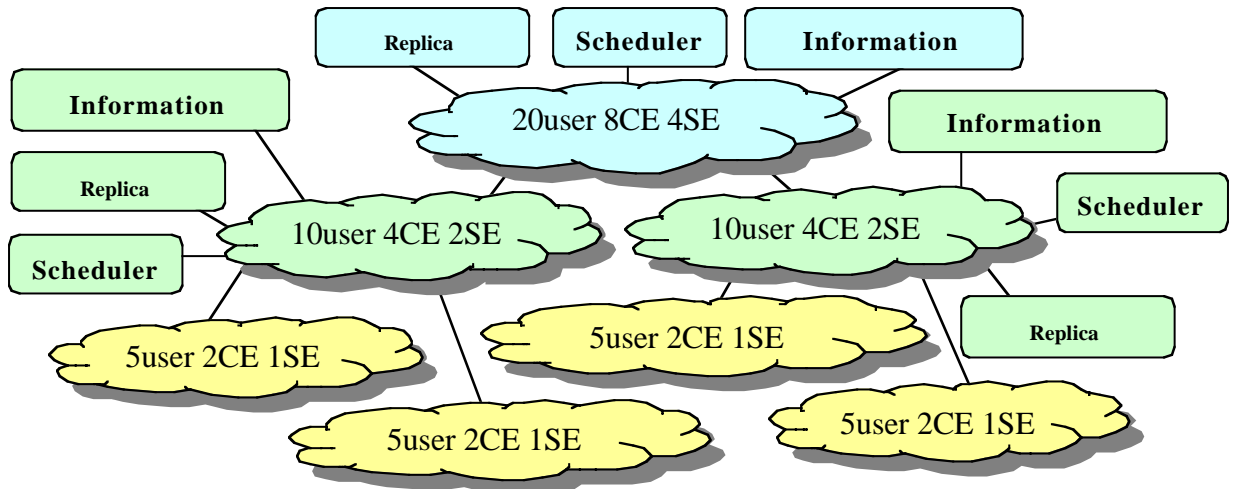 Replica
Scheduler
Information
20user 8CE 4SE
Information
Replica
Scheduler
10user 4CE 2SE
Information
Scheduler
Replica
10user 4CE 2SE
5user 2CE 1SE
5user 2CE 1SE
5user 2CE 1SE
5user 2CE 1SE